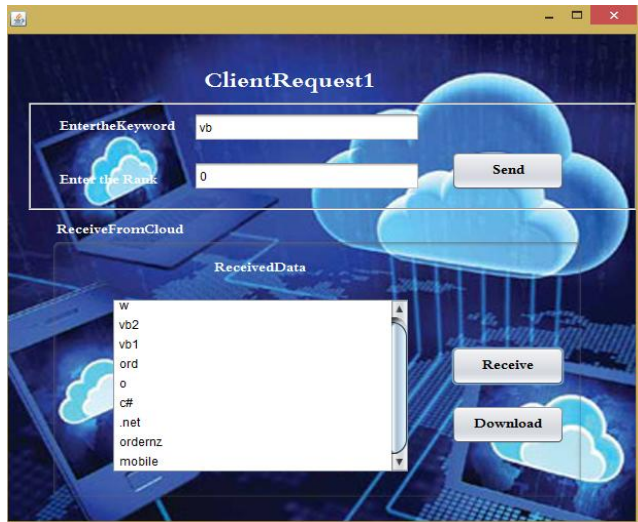 ClientRequest1
EntertheKeyword vb
Enter the Rank 0 Send
ReceiveFromCloud
ReceivedData
w
vb2
vb1
ord
o
c#
.net
ordernz
mobile
Receive
Download